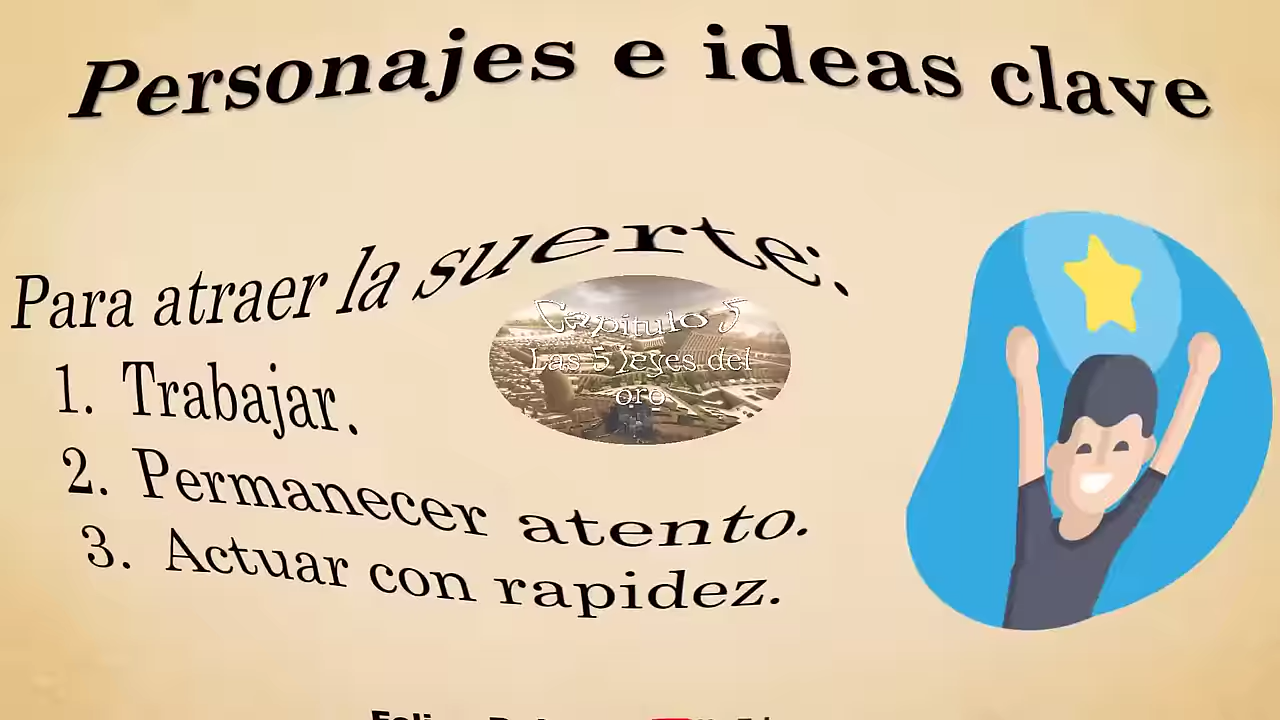 Personajes e ideas clave
Para atraer la suerte:
Capitulo 5
Las 5 leyes del
oro
1. Trabajar.
2. Permanecer atento.
3. Actuar con rapidez.